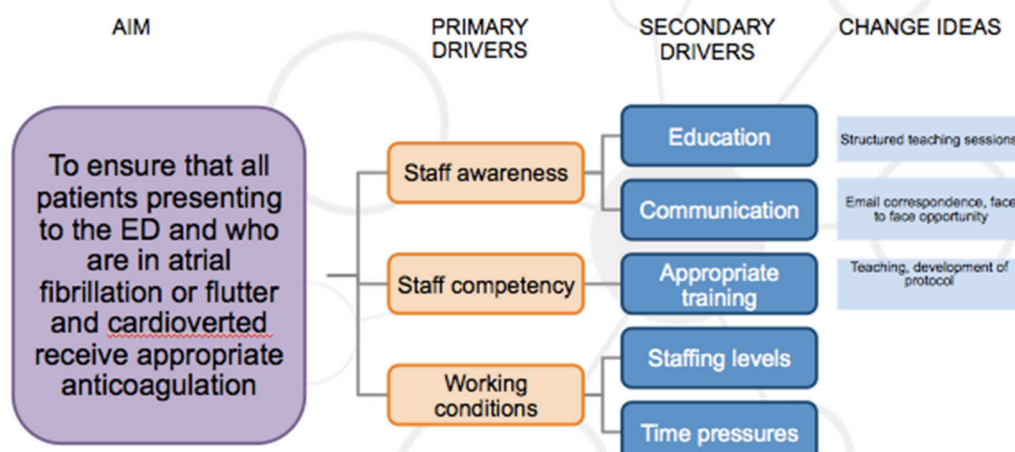 AIM
PRIMARY
DRIVERS
SECONDARY
DRIVERS
CHANGE IDEAS
To ensure that all
patients presenting
to the ED and who
are in atrial
fibrillation or flutter
and cardioverted
receive appropriate
anticoagulation
Staff awareness
Staff competency
Working
conditions
Education
Communication
Appropriate
training
Staffing levels
Time pressures
Structured teaching sessions
Email correspondence, face
to face opportunity
Teaching, development of
protocol